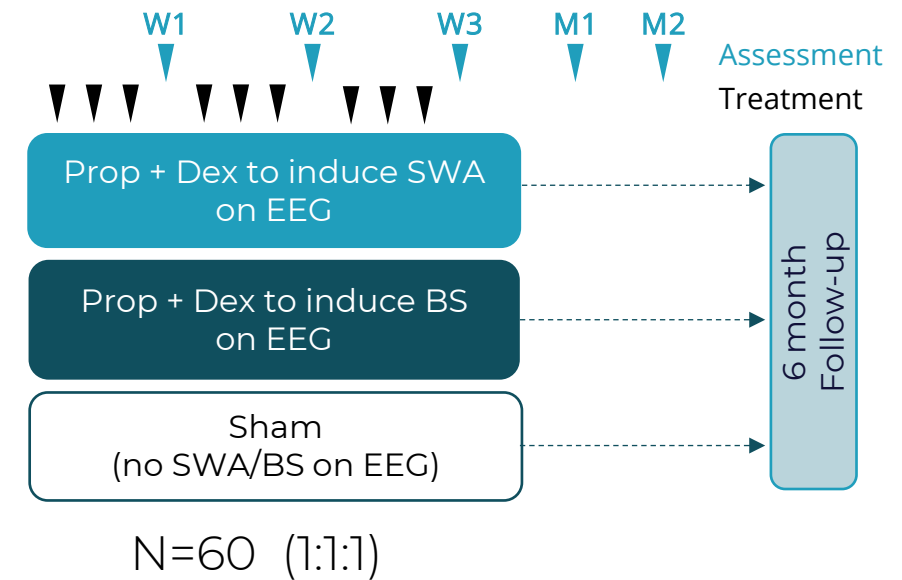 W1 W2 W3 M1 M2
Assessment
Treatment
Prop + Dex to induce SWA
on EEG
Prop + Dex to induce BS
on EEG
Sham
(no SWA/BS on EEG)
6 month
Follow-up
N=60 (1:1:1)